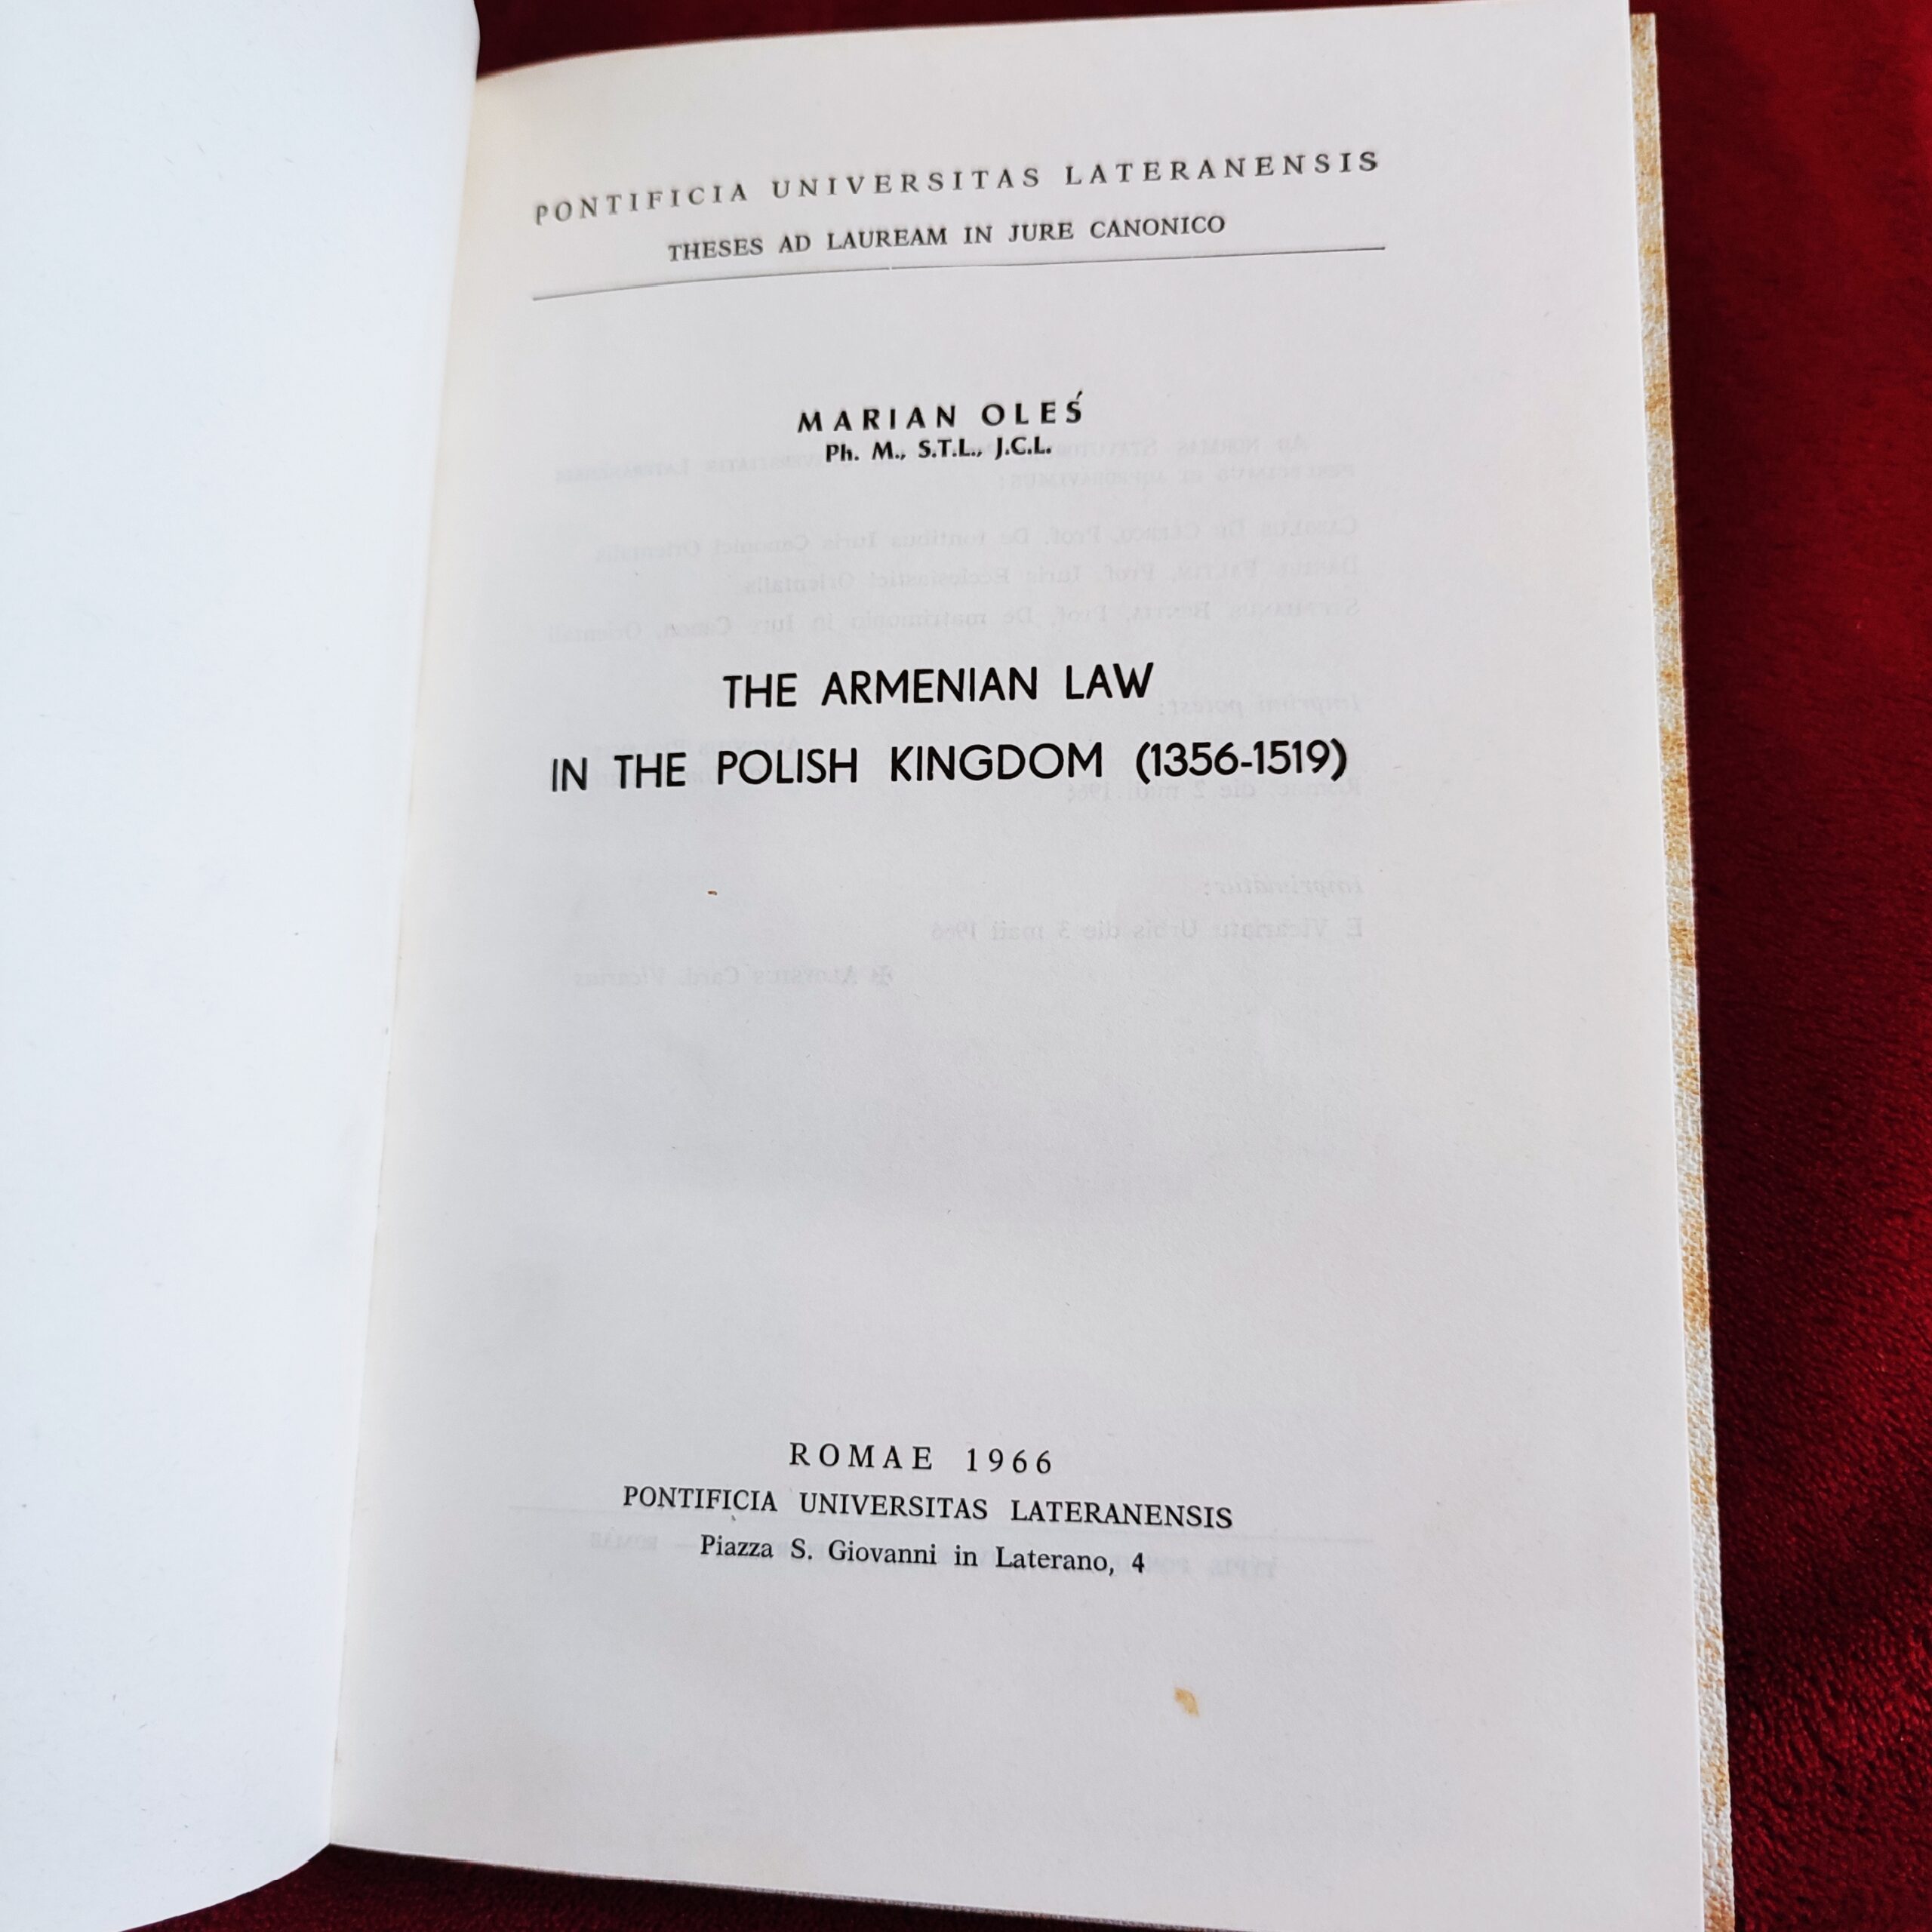 PONTIFICIA UNIVERSITAS LATERANENSIS
THESES AD LAUREAM IN JURE CANONICO
MARIAN OLEŚ
Ph. M., S.T.L., J.C.L.
THE ARMENIAN LAW
IN THE POLISH KINGDOM (1356-1519)
ROMAE 1966
PONTIFICIA UNIVERSITAS LATERANENSIS
Piazza S. Giovanni in Laterano, 4